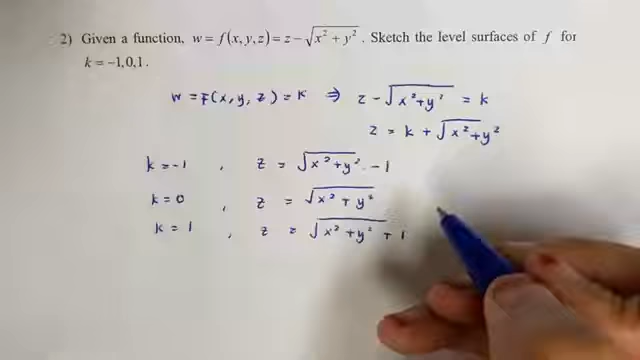 2) Given a function, w = f(x, y, z) = z − √(x² + y²) . Sketch the level surfaces of f for
k = −1, 0, 1 .
w = F(x, y, z) = k ⇒ z − √(x² + y²) = k
z = k + √(x² + y²)
k = −1 , z = √(x² + y²) − 1
k = 0 , z = √(x² + y²)
k = 1 , z = √(x² + y²) + 1